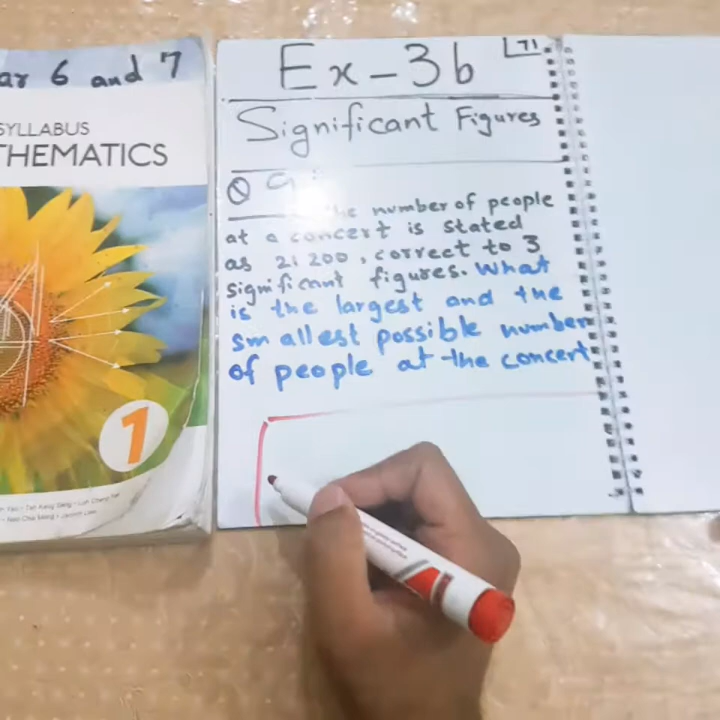 ar 6 and 7
SYLLABUS
THEMATICS
1
Ex-3b
71
Significant Figures
Q 9:
the number of people
at a concert is stated
as 21 200, correct to 3
significant figures. What
is the largest and the
smallest possible number
of people at the concert